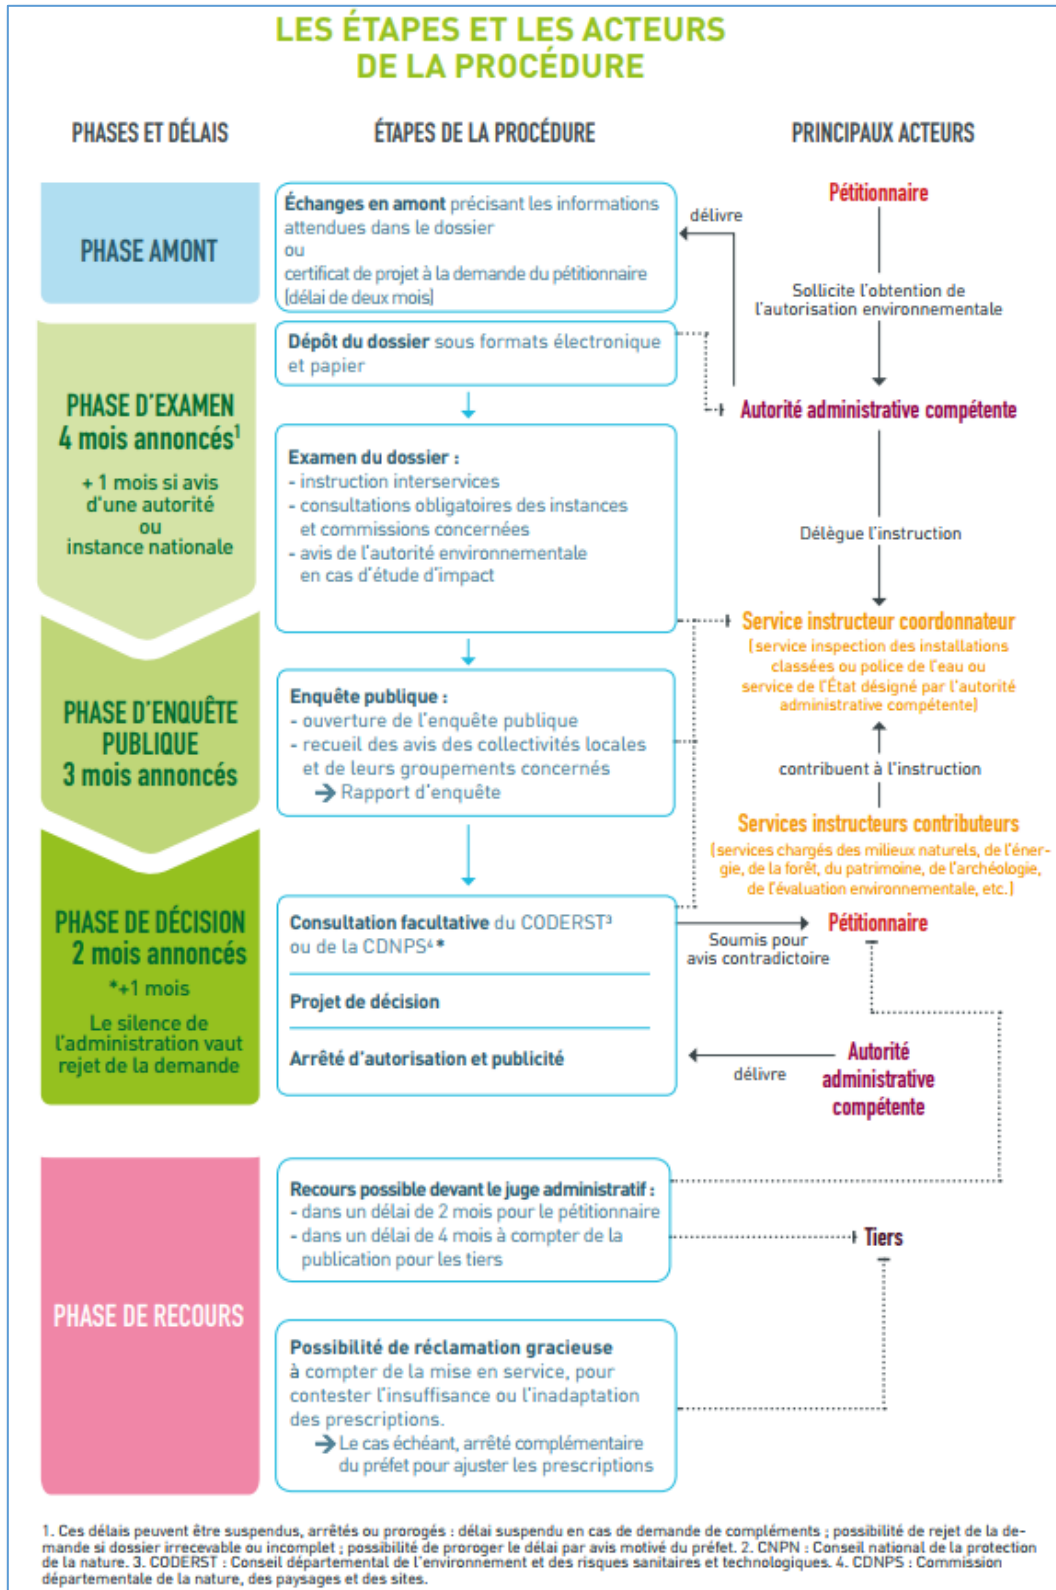 LES ÉTAPES ET LES ACTEURS
DE LA PROCÉDURE
PHASES ET DÉLAIS
ÉTAPES DE LA PROCÉDURE
PRINCIPAUX ACTEURS
PHASE AMONT
Échanges en amont précisant les informations
attendues dans le dossier
ou
certificat de projet à la demande du pétitionnaire
(délai de deux mois)
délivre
Pétitionnaire
Sollicite l'obtention de
l'autorisation environnementale
PHASE D'EXAMEN
4 mois annoncés¹
+ 1 mois si avis
d'une autorité
ou
instance nationale
Dépôt du dossier sous formats électronique
et papier
Autorité administrative compétente
Examen du dossier :
- instruction interservices
- consultations obligatoires des instances
et commissions concernées
- avis de l'autorité environnementale
en cas d'étude d'impact
Délègue l'instruction
Service instructeur coordonnateur
(service inspection des installations
classées ou police de l'eau ou
service de l'État désigné par l'autorité
administrative compétente)
PHASE D'ENQUÊTE
PUBLIQUE
3 mois annoncés
Enquête publique :
- ouverture de l'enquête publique
- recueil des avis des collectivités locales
et de leurs groupements concernés
→ Rapport d'enquête
contribuent à l'instruction
Services instructeurs contributeurs
(services chargés des milieux naturels, de l'éner-
gie, de la forêt, du patrimoine, de l'archéologie,
de l'évaluation environnementale, etc.)
PHASE DE DÉCISION
2 mois annoncés
*+1 mois
Le silence de
l'administration vaut
rejet de la demande
Consultation facultative du CODERST³
ou de la CDNPS⁴ *
Projet de décision
Arrêté d'autorisation et publicité
Soumis pour
avis contradictoire
Pétitionnaire
délivre
Autorité
administrative
compétente
PHASE DE RECOURS
Recours possible devant le juge administratif :
- dans un délai de 2 mois pour le pétitionnaire
- dans un délai de 4 mois à compter de la
publication pour les tiers
Tiers
Possibilité de réclamation gracieuse
à compter de la mise en service, pour
contester l'insuffisance ou l'inadaptation
des prescriptions.
→ Le cas échéant, arrêté complémentaire
du préfet pour ajuster les prescriptions
1. Ces délais peuvent être suspendus, arrêtés ou prorogés : délai suspendu en cas de demande de compléments ; possibilité de rejet de la de-
mande si dossier irrecevable ou incomplet ; possibilité de proroger le délai par avis motivé du préfet. 2. CNPN : Conseil national de la protection
de la nature. 3. CODERST : Conseil départemental de l'environnement et des risques sanitaires et technologiques. 4. CDNPS : Commission
départementale de la nature, des paysages et des sites.